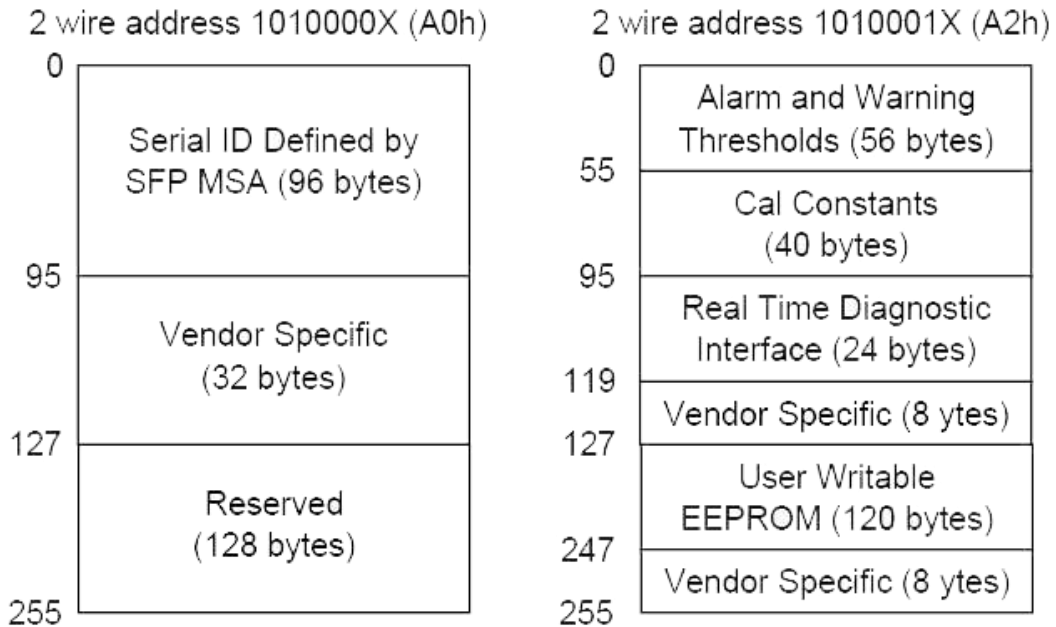 2 wire address 1010000X (A0h)
0
Serial ID Defined by
SFP MSA (96 bytes)
95
Vendor Specific
(32 bytes)
127
Reserved
(128 bytes)
255
2 wire address 1010001X (A2h)
0
Alarm and Warning
Thresholds (56 bytes)
55
Cal Constants
(40 bytes)
95
Real Time Diagnostic
Interface (24 bytes)
119
Vendor Specific (8 ytes)
127
User Writable
EEPROM (120 bytes)
247
Vendor Specific (8 ytes)
255